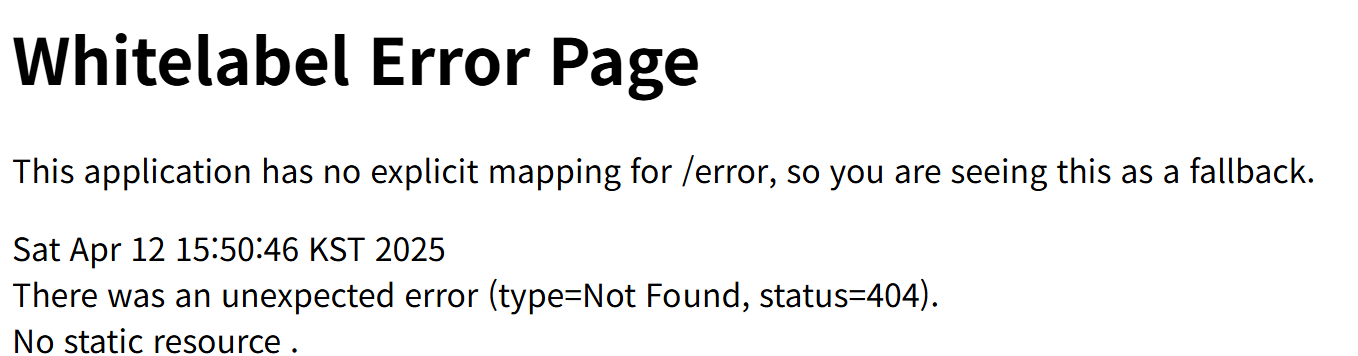 Whitelabel Error Page
This application has no explicit mapping for /error, so you are seeing this as a fallback.
Sat Apr 12 15:50:46 KST 2025
There was an unexpected error (type=Not Found, status=404).
No static resource .